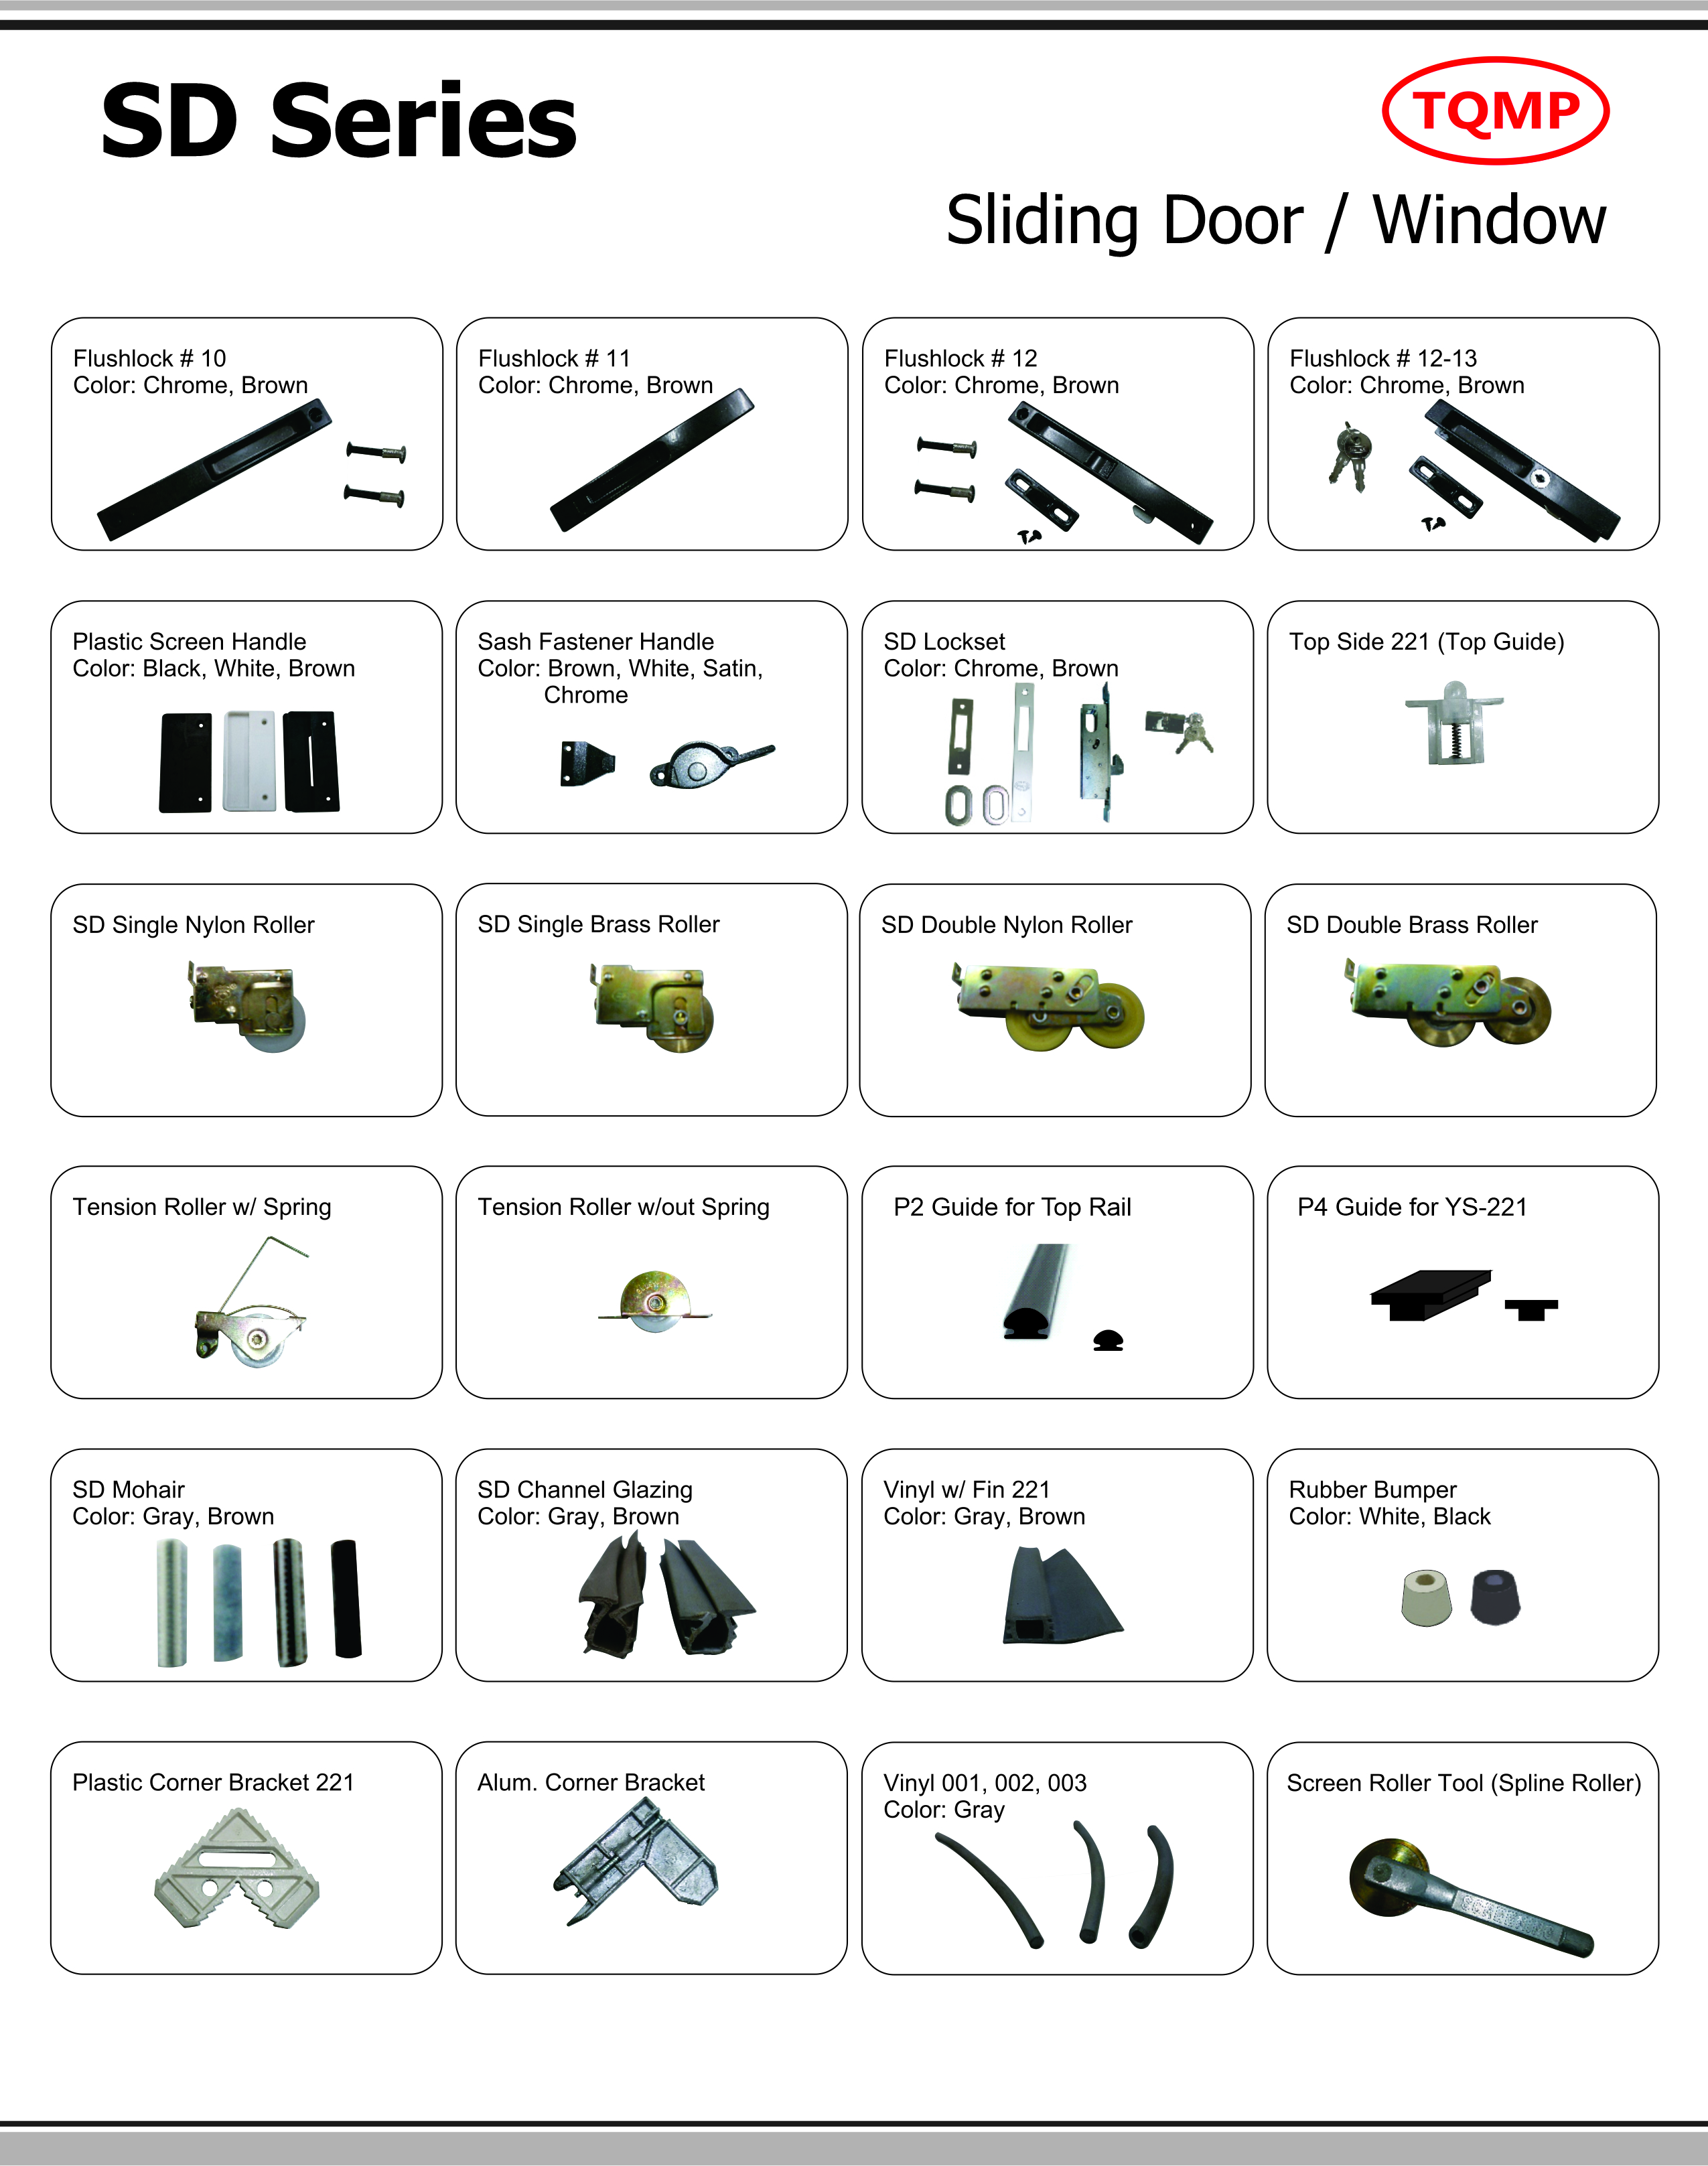 SD Series
TQMP
Sliding Door / Window
Flushlock # 10
Color: Chrome, Brown
Flushlock # 11
Color: Chrome, Brown
Flushlock # 12
Color: Chrome, Brown
Flushlock # 12-13
Color: Chrome, Brown
Plastic Screen Handle
Color: Black, White, Brown
Sash Fastener Handle
Color: Brown, White, Satin,
Chrome
SD Lockset
Color: Chrome, Brown
Top Side 221 (Top Guide)
SD Single Nylon Roller
SD Single Brass Roller
SD Double Nylon Roller
SD Double Brass Roller
Tension Roller w/ Spring
Tension Roller w/out Spring
P2 Guide for Top Rail
P4 Guide for YS-221
SD Mohair
Color: Gray, Brown
SD Channel Glazing
Color: Gray, Brown
Vinyl w/ Fin 221
Color: Gray, Brown
Rubber Bumper
Color: White, Black
Plastic Corner Bracket 221
Alum. Corner Bracket
Vinyl 001, 002, 003
Color: Gray
Screen Roller Tool (Spline Roller)